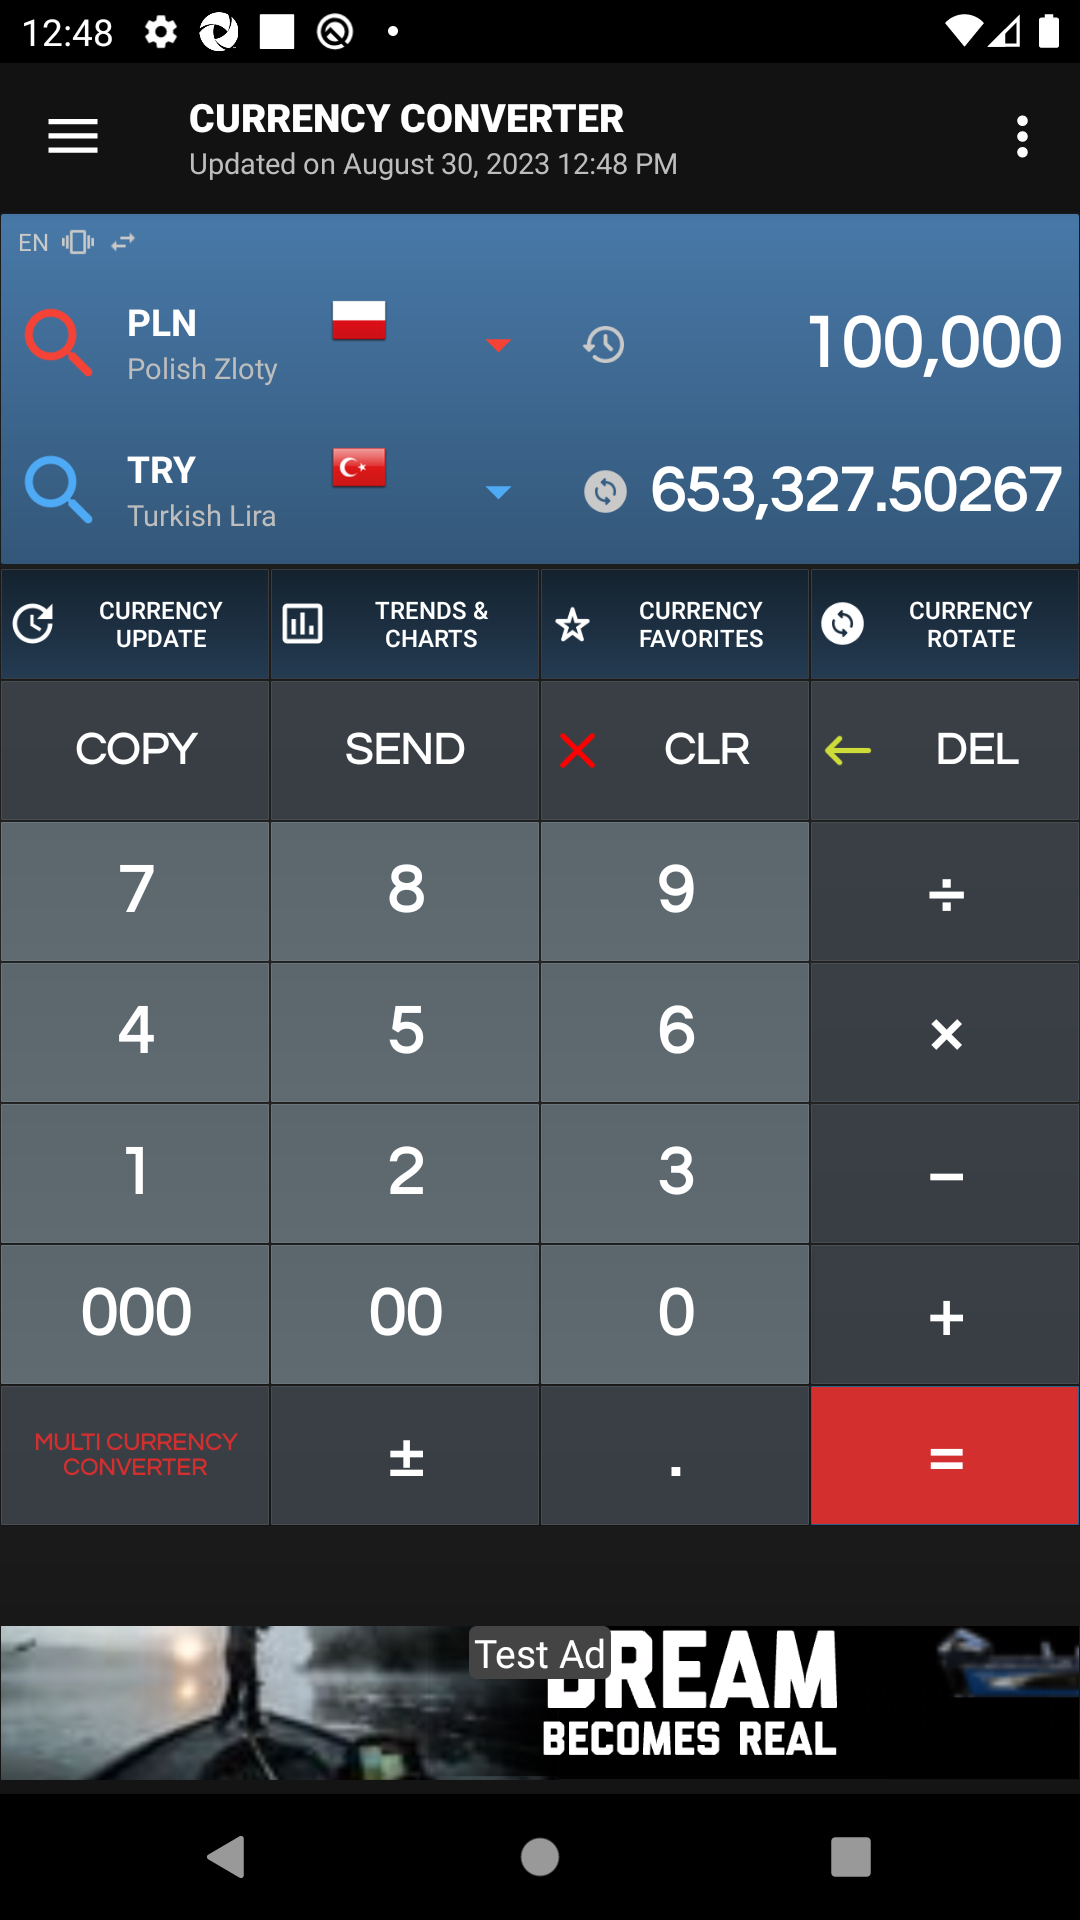 12:48
CURRENCY CONVERTER
Updated on August 30, 2023 12:48 PM
EN
PLN
Polish Zloty
100,000
TRY
Turkish Lira
653,327.50267
CURRENCY UPDATE
TRENDS & CHARTS
CURRENCY FAVORITES
CURRENCY ROTATE
COPY SEND CLR DEL
7 8 9 ÷
4 5 6 ×
1 2 3 −
000 00 0 +
MULTI CURRENCY CONVERTER
± . =
Test Ad
DREAM
BECOMES REAL